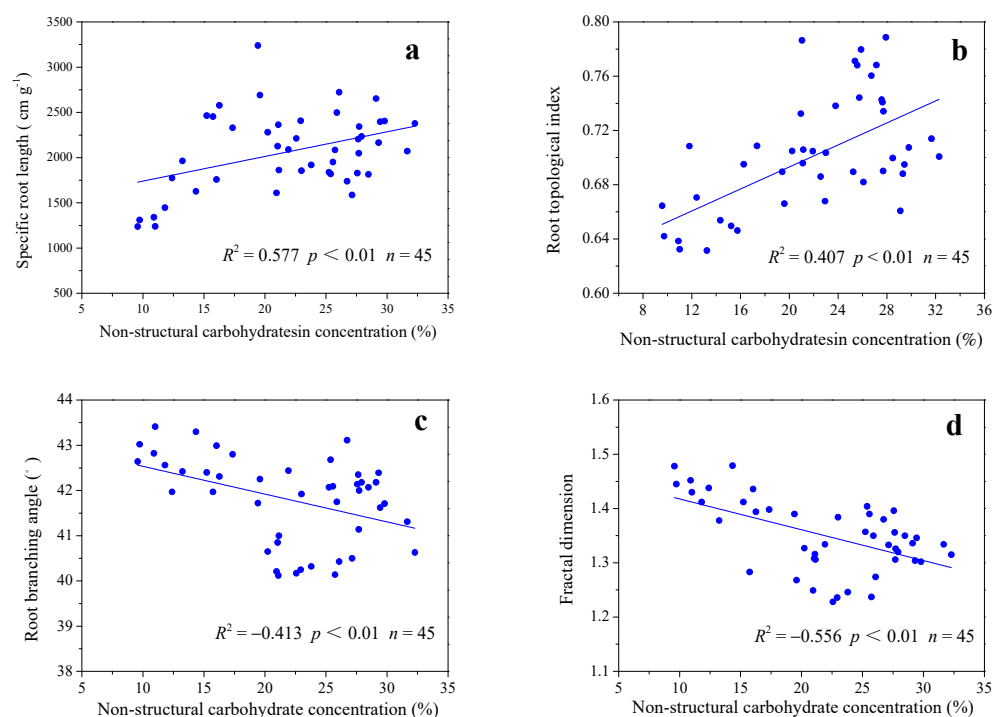 a
3500
3000
2500
2000
1500
1000
500
5 10 15 20 25 30 35
Specific root length ( cm g⁻¹)
R² = 0.577 p < 0.01 n = 45
Non-structural carbohydratesin concentration (%)
b
0.80
0.76
0.72
0.68
0.64
0.60
8 12 16 20 24 28 32 36
Root topological index
R² = 0.407 p < 0.01 n = 45
Non-structural carbohydratesin concentration (%)
c
44
43
42
41
40
39
38
5 10 15 20 25 30 35
Root branching angle (°)
R² = −0.413 p < 0.01 n = 45
Non-structural carbohydrate concentration (%)
d
1.6
1.5
1.4
1.3
1.2
1.1
5 10 15 20 25 30 35
Fractal dimension
R² = −0.556 p < 0.01 n = 45
Non-structural carbohydrate concentration (%)